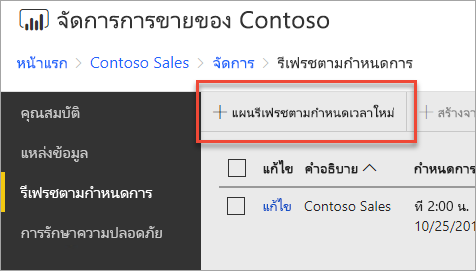 จัดการการขายของ Contoso
หน้าแรก > Contoso Sales > จัดการ > รีเฟรชตามกำหนดการ
คุณสมบัติ
แหล่งข้อมูล
รีเฟรชตามกำหนดการ
การรักษาความปลอดภัย
+ แผนรีเฟรชตามกำหนดเวลาใหม่ + สร้างจา
แก้ไข คำอธิบาย กำหนดการ
แก้ไข Contoso Sales ที่ 2:00 น.
10/25/201